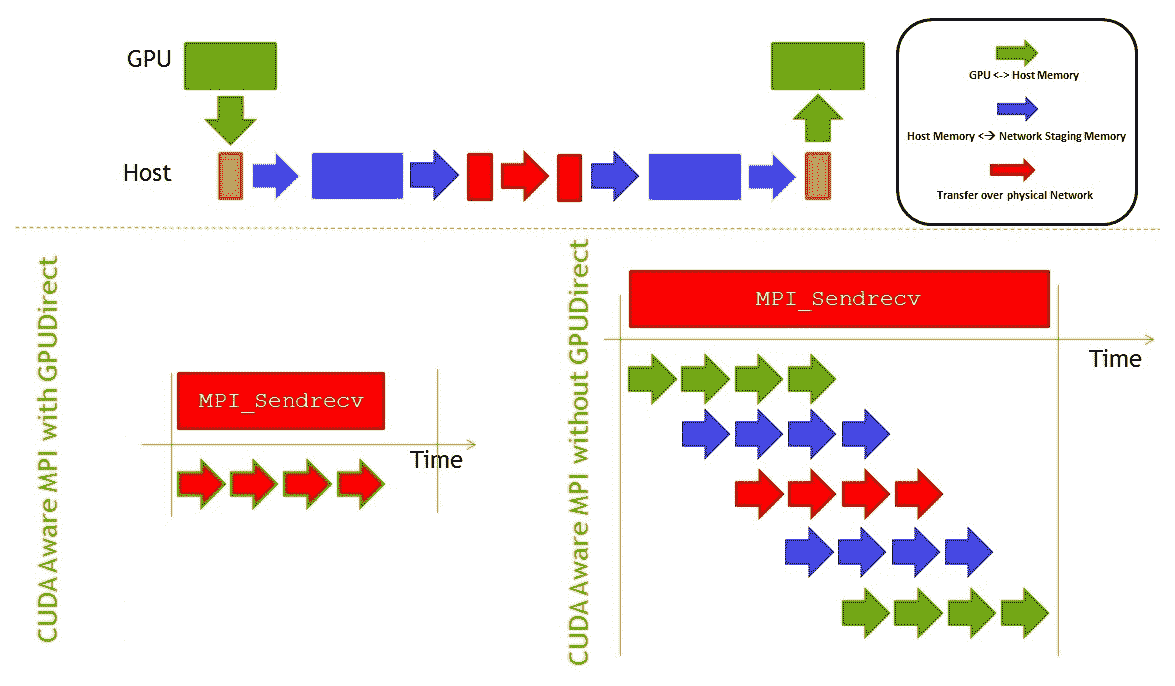 GPU
GPU <-> Host Memory
Host Memory <-> Network Staging Memory
Host
Transfer over physical Network
CUDA Aware MPI with GPUDirect
MPI_Sendrecv
Time
CUDA Aware MPI without GPUDirect
MPI_Sendrecv
Time